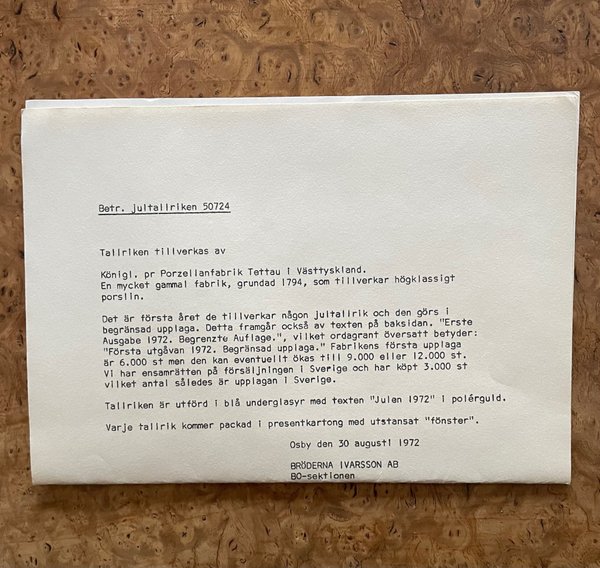 Betr. jultallriken 50724
Tallriken tillverkas av
Königl. pr Porzellanfabrik Tettau i Västtyskland.
En mycket gammal fabrik, grundad 1794, som tillverkar högklassigt
porslin.
Det är första året de tillverkar någon jultallrik och den görs i
begränsad upplaga. Detta framgår också av texten på baksidan. "Erste
Ausgabe 1972. Begrenzte Auflage.", vilket ordagrant översatt betyder:
"Första utgåvan 1972. Begränsad upplaga." Fabrikens första upplaga
är 6.000 st men den kan eventuellt ökas till 9.000 eller 12.000 st.
Vi har ensamrätten på försäljningen i Sverige och har köpt 3.000 st
vilket antal således är upplagan i Sverige.
Tallriken är utförd i blå underglasyr med texten "Julen 1972" i polérguld.
Varje tallrik kommer packad i presentkartong med utstansat "fönster".
Osby den 30 augusti 1972
BRÖDERNA IVARSSON AB
BO-sektionen